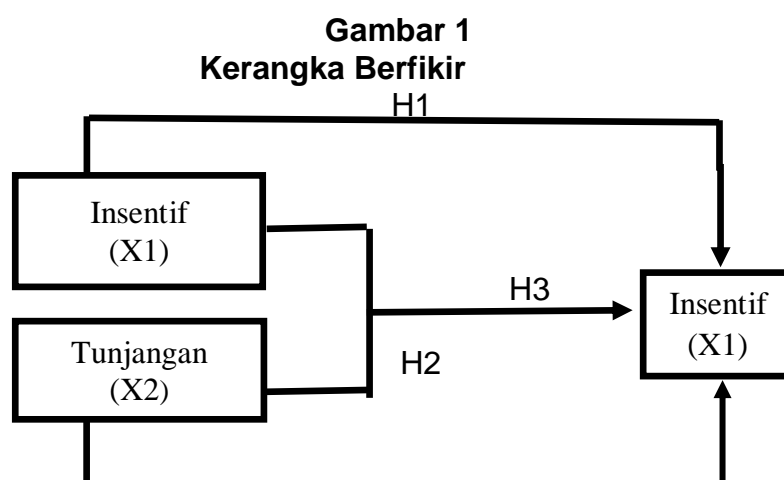 Gambar 1
Kerangka Berfikir
H1
Insentif
(X1)
H3
Insentif
(X1)
Tunjangan
(X2)
H2